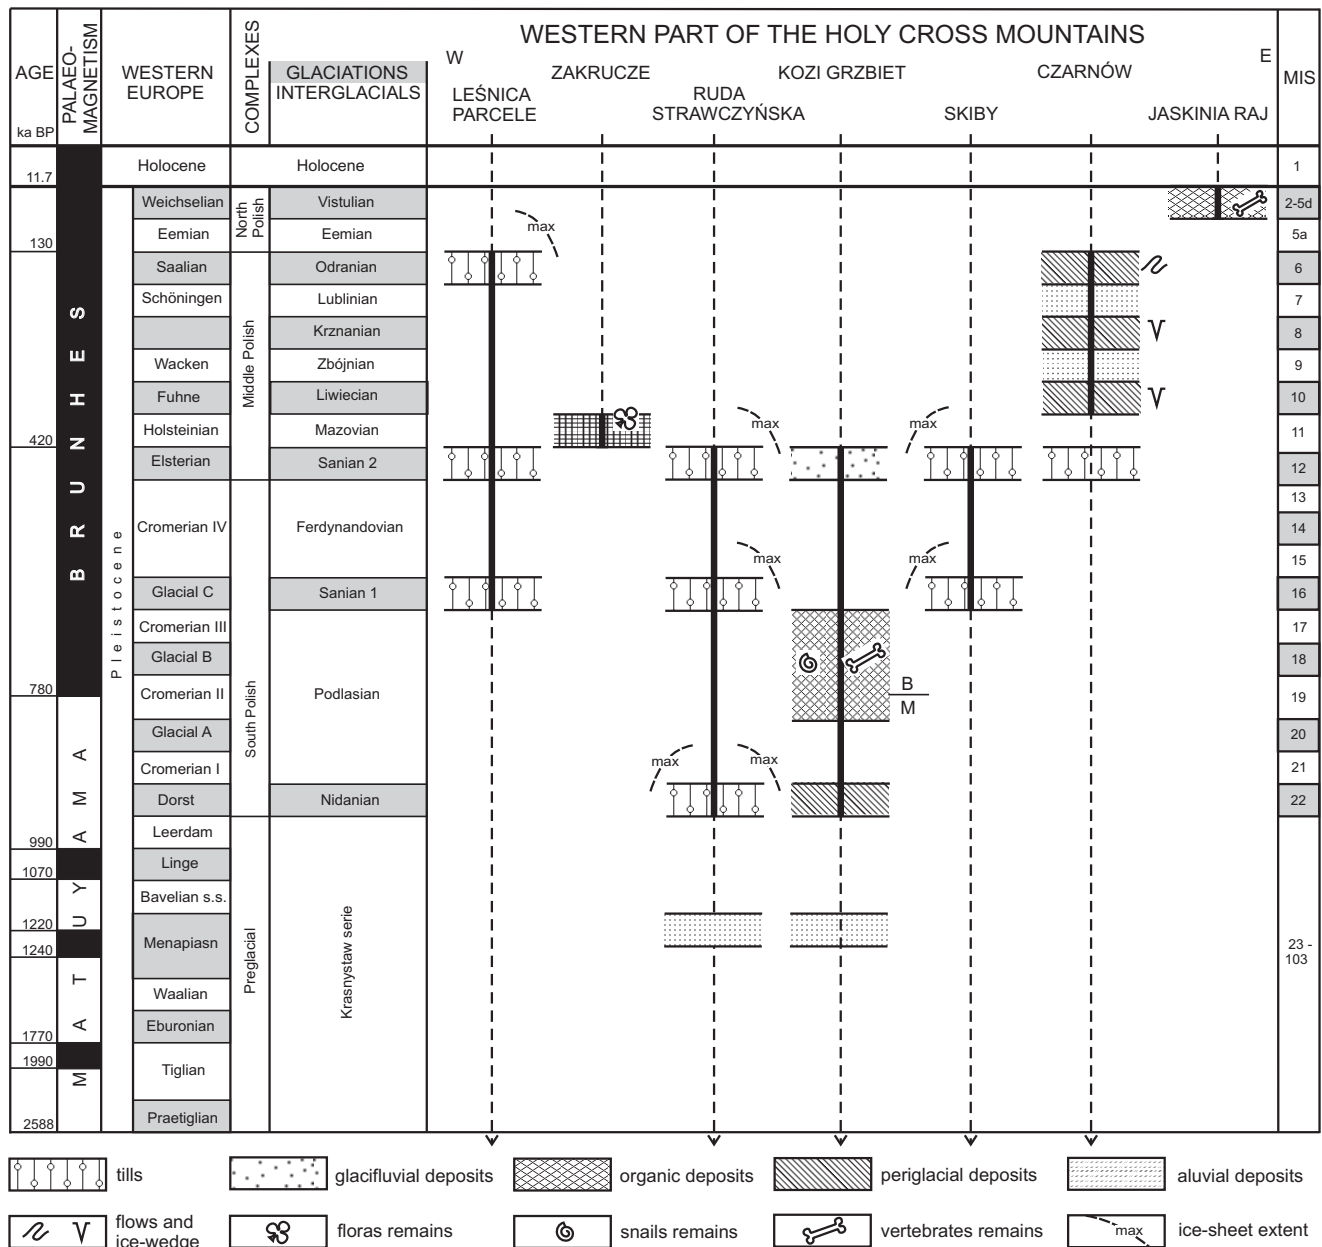 WESTERN PART OF THE HOLY CROSS MOUNTAINS
AGE
ka BP
PALAEO-
MAGNETISM
WESTERN
EUROPE
COMPLEXES
GLACIATIONS
INTERGLACIALS
W
E
LEŚNICA
PARCELE
ZAKRUCZE
RUDA
STRAWCZYŃSKA
KOZI GRZBIET
SKIBY
CZARNÓW
JASKINIA RAJ
MIS
Holocene
Holocene
1
11.7
Weichselian
Vistulian
2-5d
North
Polish
max
Eemian
Eemian
5a
130
Saalian
Odranian
6
Schöningen
Lublinian
7
BRUNHES
Middle Polish
Krznanian
V
8
Wacken
Zbójnian
9
Fuhne
Liwiecian
V
10
Holsteinian
Mazovian
max
max
11
420
Elsterian
Sanian 2
12
13
Cromerian IV
Ferdynandovian
14
Pleistocene
max
max
15
Glacial C
Sanian 1
16
Cromerian III
17
Glacial B
18
780
Cromerian II
Podlasian
B
M
19
South Polish
Glacial A
20
Cromerian I
max
max
21
Dorst
Nidanian
22
MATUYAMA
Leerdam
990
Linge
1070
Bavelian s.s.
1220
Menapiasn
1240
Preglacial
Krasnystaw serie
23 -
103
Waalian
Eburonian
1770
1990
Tiglian
Praetiglian
2588
tills
glacifluvial deposits
organic deposits
periglacial deposits
aluvial deposits
V
flows and
ice-wedge
floras remains
snails remains
vertebrates remains
max
ice-sheet extent